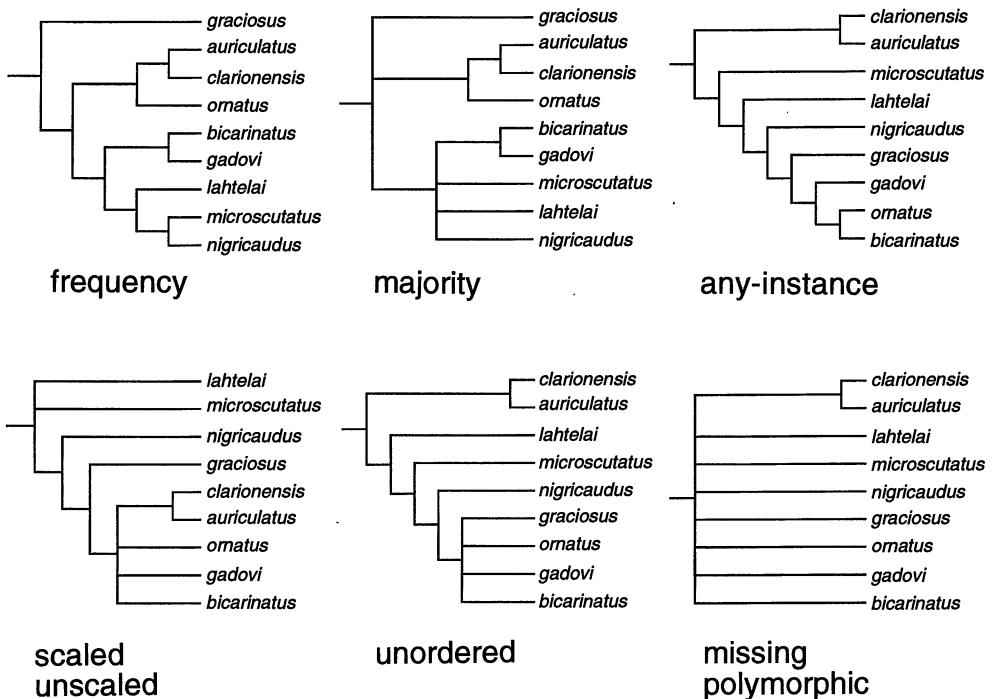 graciosus
auriculatus
clarionensis
ornatus
bicarinatus
gadovi
lahtelai
microscutatus
nigricaudus
frequency
graciosus
auriculatus
clarionensis
ornatus
bicarinatus
gadovi
microscutatus
lahtelai
nigricaudus
majority
clarionensis
auriculatus
microscutatus
lahtelai
nigricaudus
graciosus
gadovi
ornatus
bicarinatus
any-instance
lahtelai
microscutatus
nigricaudus
graciosus
clarionensis
auriculatus
ornatus
gadovi
bicarinatus
scaled
unscaled
clarionensis
auriculatus
lahtelai
microscutatus
nigricaudus
graciosus
ornatus
gadovi
bicarinatus
unordered
clarionensis
auriculatus
lahtelai
microscutatus
nigricaudus
graciosus
ornatus
gadovi
bicarinatus
missing
polymorphic